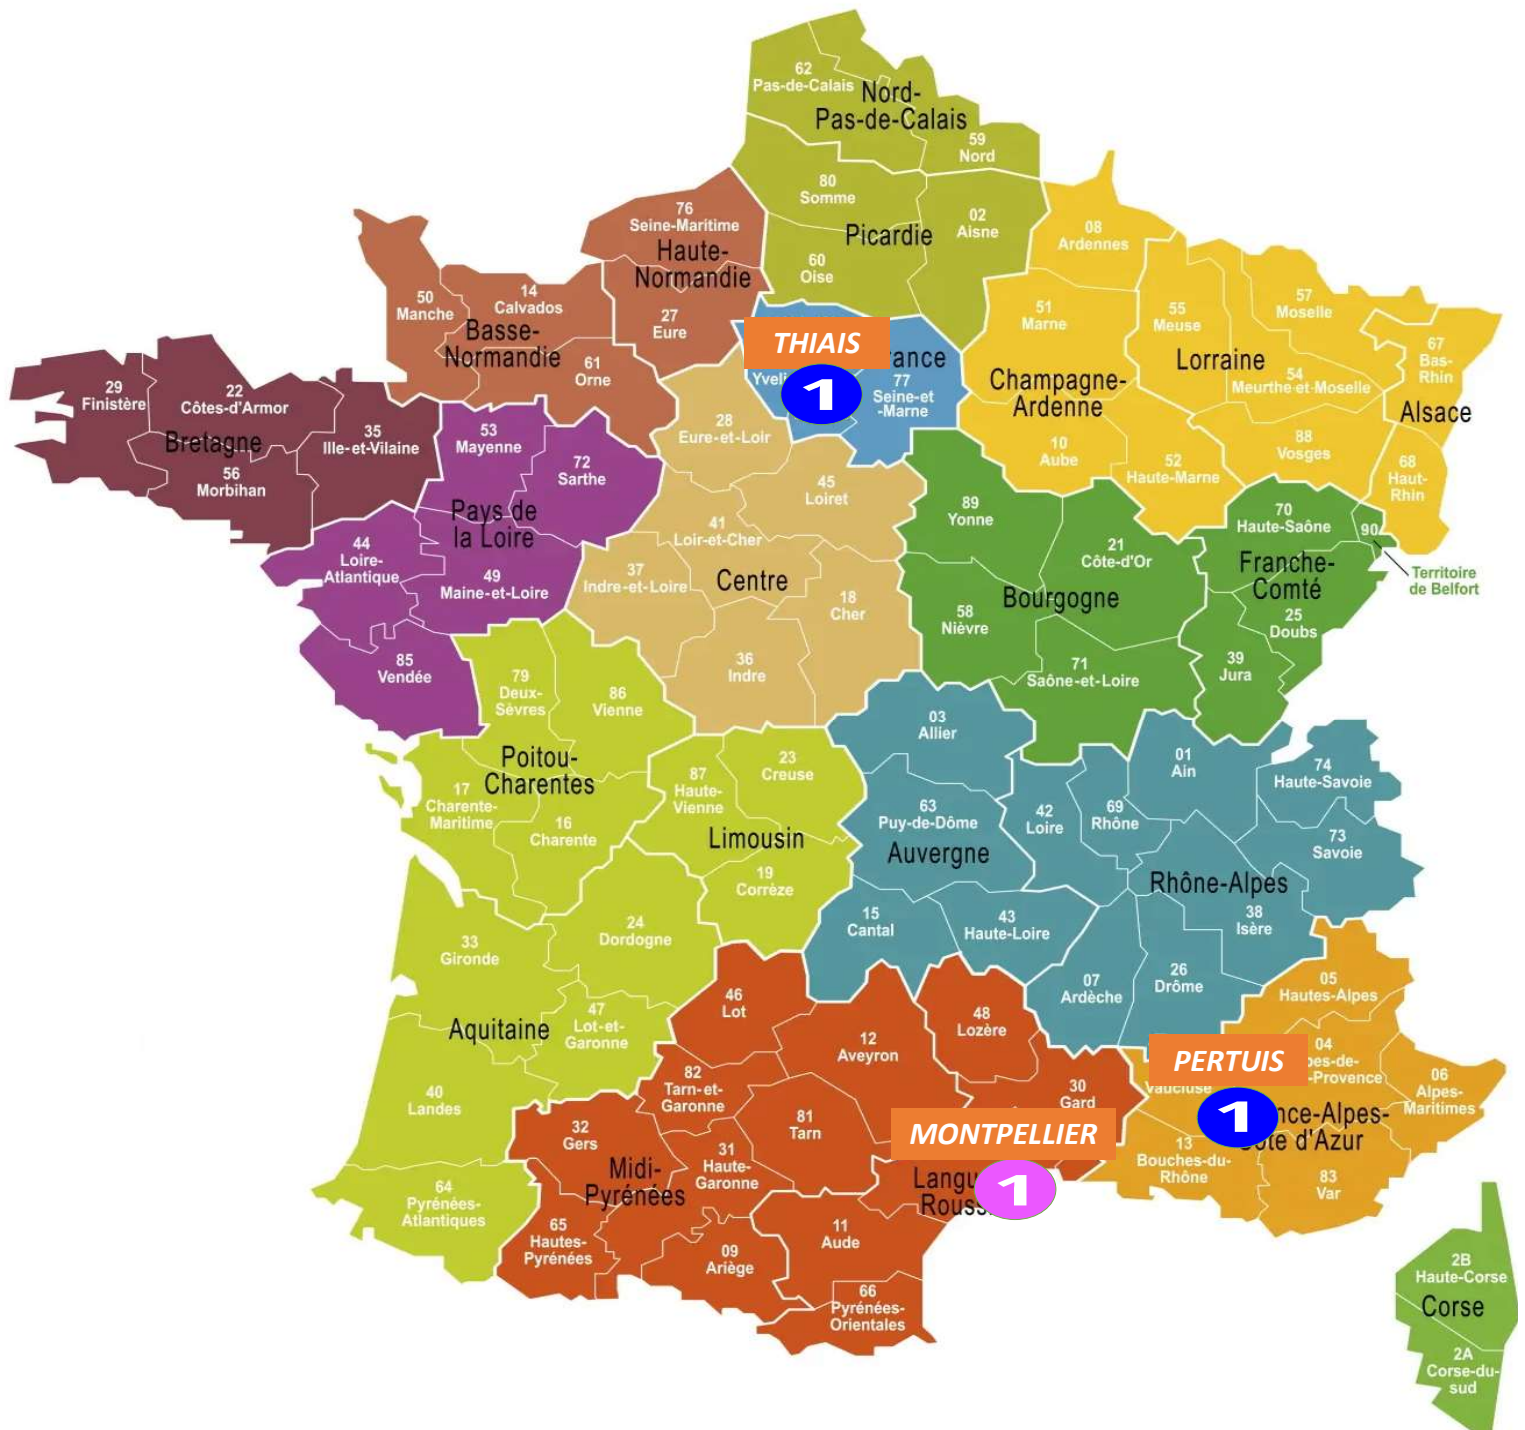 62
Pas-de-Calais
Nord-
Pas-de-Calais
59
Nord
80
Somme
02
Aisne
Picardie
60
Oise
76
Seine-Maritime
Haute-
Normandie
27
Eure
14
Calvados
50
Manche
Basse-
Normandie
61
Orne
08
Ardennes
51
Marne
Champagne-
Ardenne
10
Aube
52
Haute-Marne
55
Meuse
57
Moselle
Lorraine
54
Meurthe et-Moselle
88
Vosges
67
Bas-
Rhin
Alsace
68
Haut-
Rhin
THIAIS
1
rance
Yveli
77
Seine-et
-Marne
29
Finistère
22
Côtes-d'Armor
Bretagne
35
Ille-et-Vilaine
56
Morbihan
53
Mayenne
72
Sarthe
Pays de
la Loire
44
Loire-
Atlantique
49
Maine-et-Loire
85
Vendée
28
Eure-et-Loir
45
Loiret
41
Loir-et-Cher
37
Indre-et-Loire
Centre
18
Cher
36
Indre
89
Yonne
21
Côte-d'Or
Bourgogne
58
Nièvre
71
Saône-et-Loire
70
Haute-Saône
90
Territoire
de Belfort
Franche-
Comté
25
Doubs
39
Jura
79
Deux-
Sèvres
86
Vienne
Poitou-
Charentes
17
Charente-
Maritime
16
Charente
87
Haute-
Vienne
23
Creuse
Limousin
19
Corrèze
03
Allier
63
Puy-de-Dôme
Auvergne
15
Cantal
43
Haute-Loire
01
Ain
74
Haute-Savoie
42
Loire
69
Rhône
73
Savoie
Rhône-Alpes
38
Isère
07
Ardèche
26
Drôme
33
Gironde
24
Dordogne
Aquitaine
47
Lot-et-
Garonne
40
Landes
64
Pyrénées-
Atlantiques
46
Lot
12
Aveyron
82
Tarn-et-
Garonne
81
Tarn
32
Gers
31
Haute-
Garonne
Midi-
Pyrénées
65
Hautes-
Pyrénées
09
Ariège
48
Lozère
30
Gard
MONTPELLIER
1
Langu
Rouss
11
Aude
66
Pyrénées-
Orientales
05
Hautes-Alpes
PERTUIS
1
04
pes-de-
-Provence
Vaucluse
06
Alpes-
Maritimes
nce-Alpes-
ôte d'Azur
13
Bouches-du-
Rhône
83
Var
2B
Haute-Corse
Corse
2A
Corse-du-
sud